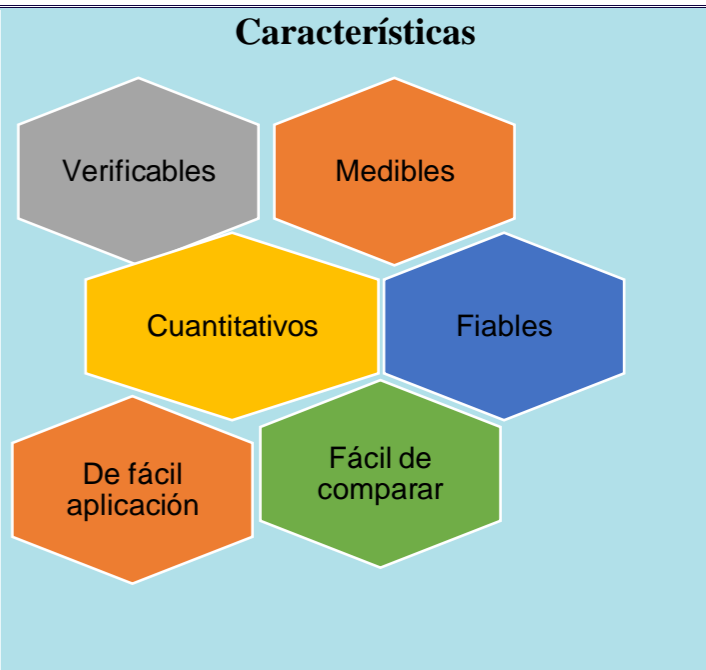 Características
Verificables
Medibles
Cuantitativos
Fiables
De fácil
aplicación
Fácil de
comparar